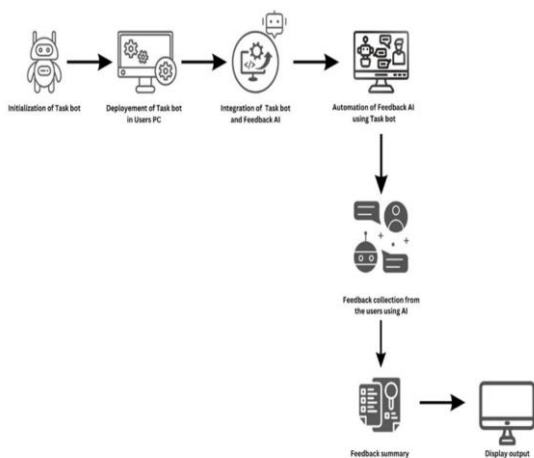 Initialization of Task bot
Deployement of Task bot
in Users PC
Integration of Task bot
and Feedback AI
Automation of Feedback AI
using Task bot
Feedback collection from
the users using AI
Feedback summary
Display output